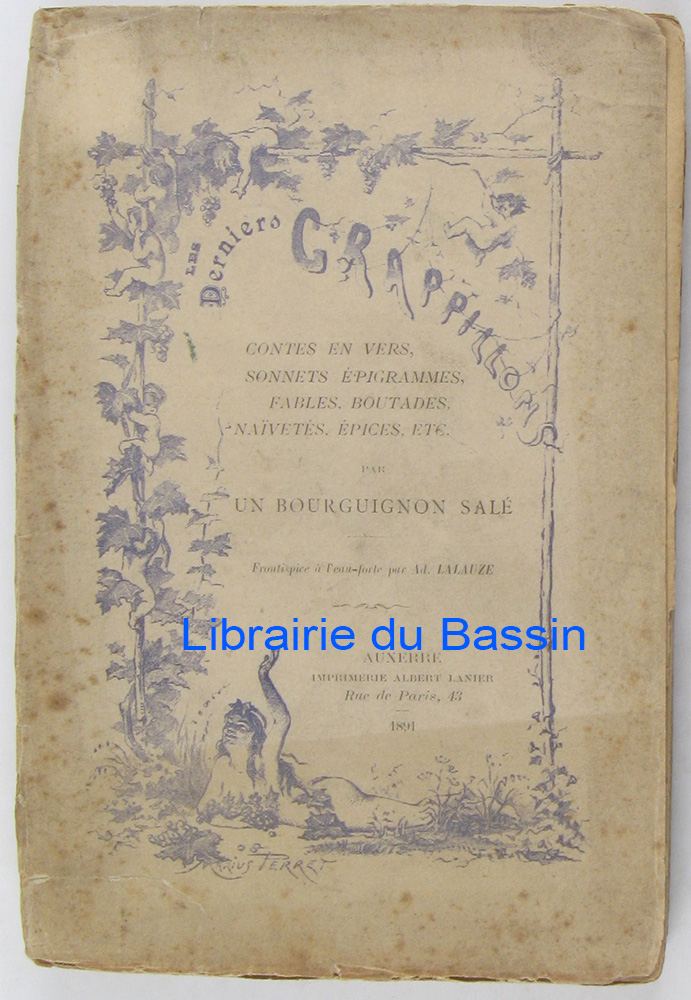 LES
Derniers
GRAPPILLONS
CONTES EN VERS,
SONNETS ÉPIGRAMMES,
FABLES, BOUTADES,
NAÏVETÉS, ÉPICES, ETC.
PAR
UN BOURGUIGNON SALÉ
Frontispice à l'eau-forte par Ad. LALAUZE
Librairie du Bassin
AUXERRE
IMPRIMERIE ALBERT LANIER
Rue de Paris, 43
1891